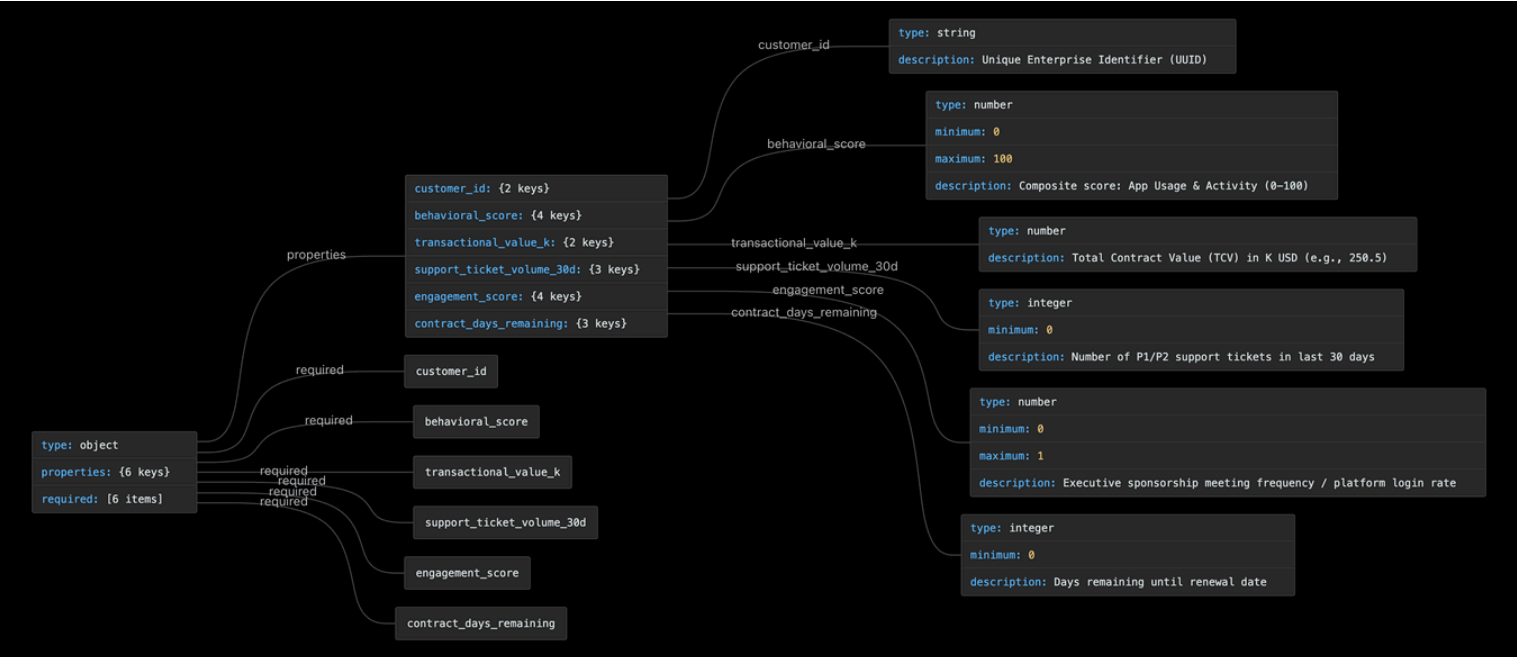 type: object
properties: {6 keys}
required: [6 items]
properties
required
required
required
required
required
required
customer_id: {2 keys}
behavioral_score: {4 keys}
transactional_value_k: {2 keys}
support_ticket_volume_30d: {3 keys}
engagement_score: {4 keys}
contract_days_remaining: {3 keys}
customer_id
behavioral_score
transactional_value_k
support_ticket_volume_30d
engagement_score
contract_days_remaining
customer_id
behavioral_score
transactional_value_k
support_ticket_volume_30d
engagement_score
contract_days_remaining
type: string
description: Unique Enterprise Identifier (UUID)
type: number
minimum: 0
maximum: 100
description: Composite score: App Usage & Activity (0-100)
type: number
description: Total Contract Value (TCV) in K USD (e.g., 250.5)
type: integer
minimum: 0
description: Number of P1/P2 support tickets in last 30 days
type: number
minimum: 0
maximum: 1
description: Executive sponsorship meeting frequency / platform login rate
type: integer
minimum: 0
description: Days remaining until renewal date